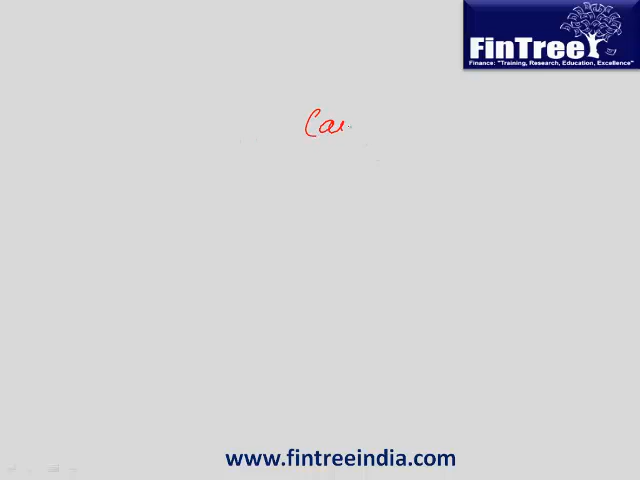 FinTree
Finance: "Training, Research, Education, Excellence"
Ca
www.fintreeindia.com